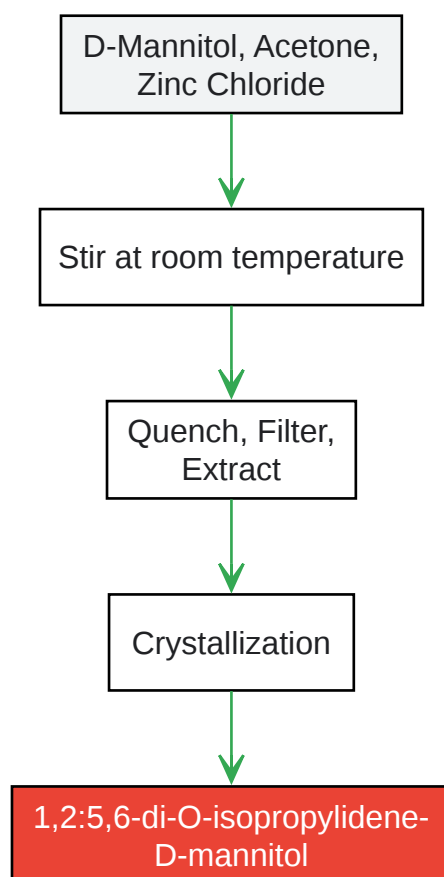 D-Mannitol, Acetone,
Zinc Chloride
Stir at room temperature
Quench, Filter,
Extract
Crystallization
1,2:5,6-di-O-isopropylidene-
D-mannitol